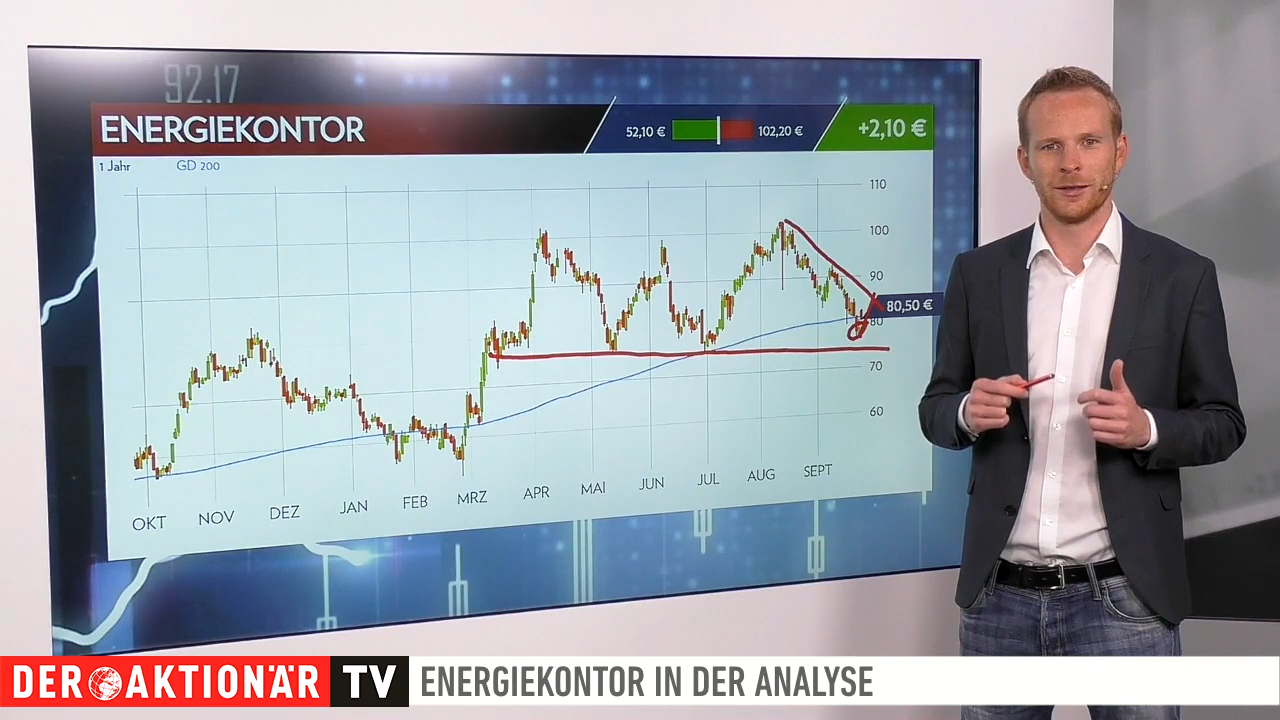 92.17
ENERGIEKONTOR
52,10 €
102,20 €
+2,10 €
1 Jahr
GD 200
110
100
90
80,50 €
80
70
60
OKT
NOV
DEZ
JAN
FEB
MRZ
APR
MAI
JUN
JUL
AUG
SEPT
DER AKTIONÄR TV
ENERGIEKONTOR IN DER ANALYSE